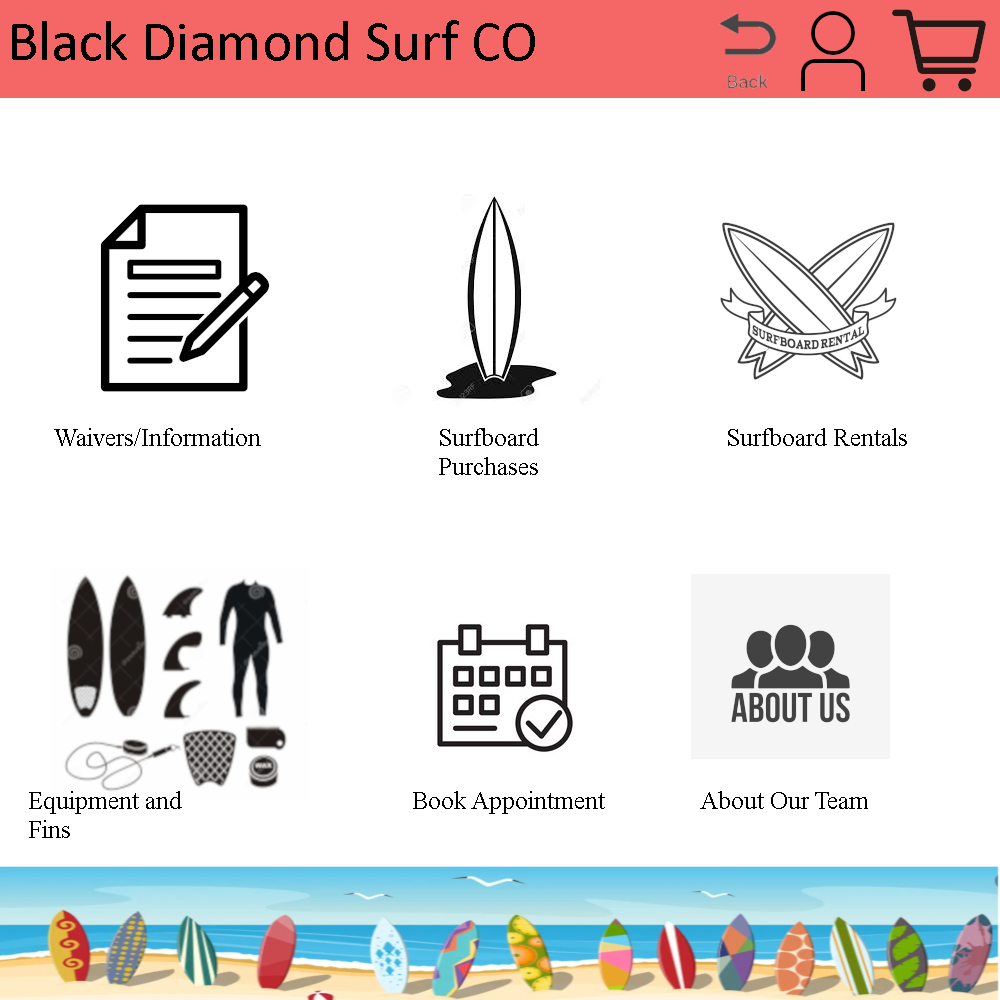 Black Diamond Surf CO
Back
SURFBOARD RENTAL
Waivers/Information
Surfboard
Purchases
Surfboard Rentals
WAX
ABOUT US
Equipment and
Fins
Book Appointment
About Our Team